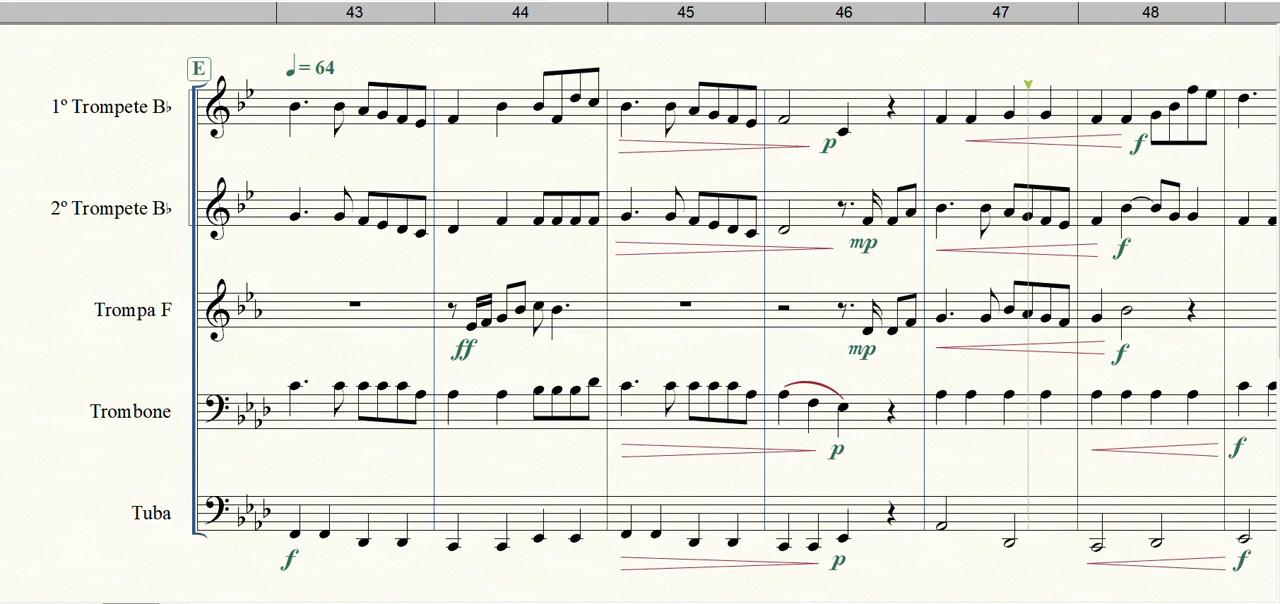 43 44 45 46 47 48
E ♩= 64
1º Trompete B♭
p f
2º Trompete B♭
mp f
Trompa F
ff mp f
Trombone
p f
Tuba
f p f